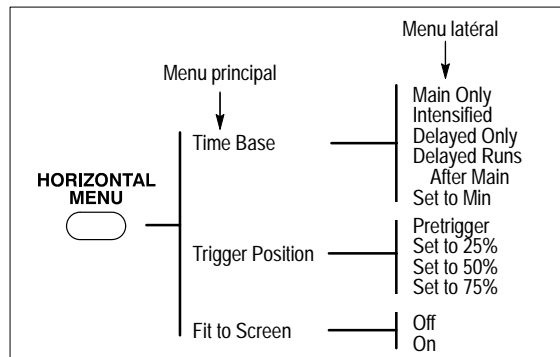 Menu latéral
Menu principal
HORIZONTAL
MENU
Time Base
Main Only
Intensified
Delayed Only
Delayed Runs
After Main
Set to Min
Trigger Position
Pretrigger
Set to 25%
Set to 50%
Set to 75%
Fit to Screen
Off
On